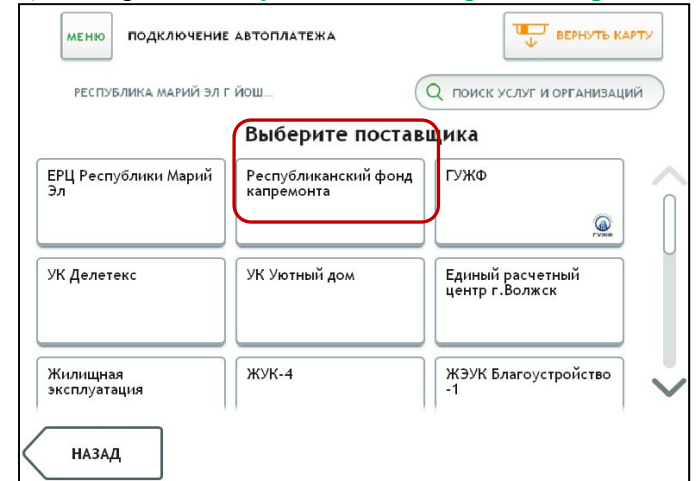 МЕНЮ ПОДКЛЮЧЕНИЕ АВТОПЛАТЕЖА ВЕРНУТЬ КАРТУ
РЕСПУБЛИКА МАРИЙ ЭЛ Г ЙОШ... ПОИСК УСЛУГ И ОРГАНИЗАЦИЙ
Выберите поставщика
ЕРЦ Республики Марий
Эл
Республиканский фонд
капремонта
ГУЖФ
ГУЖФ
УК Делетекс
УК Уютный дом
Единый расчетный
центр г.Волжск
Жилищная
эксплуатация
ЖУК-4
ЖЭУК Благоустройство
-1
НАЗАД